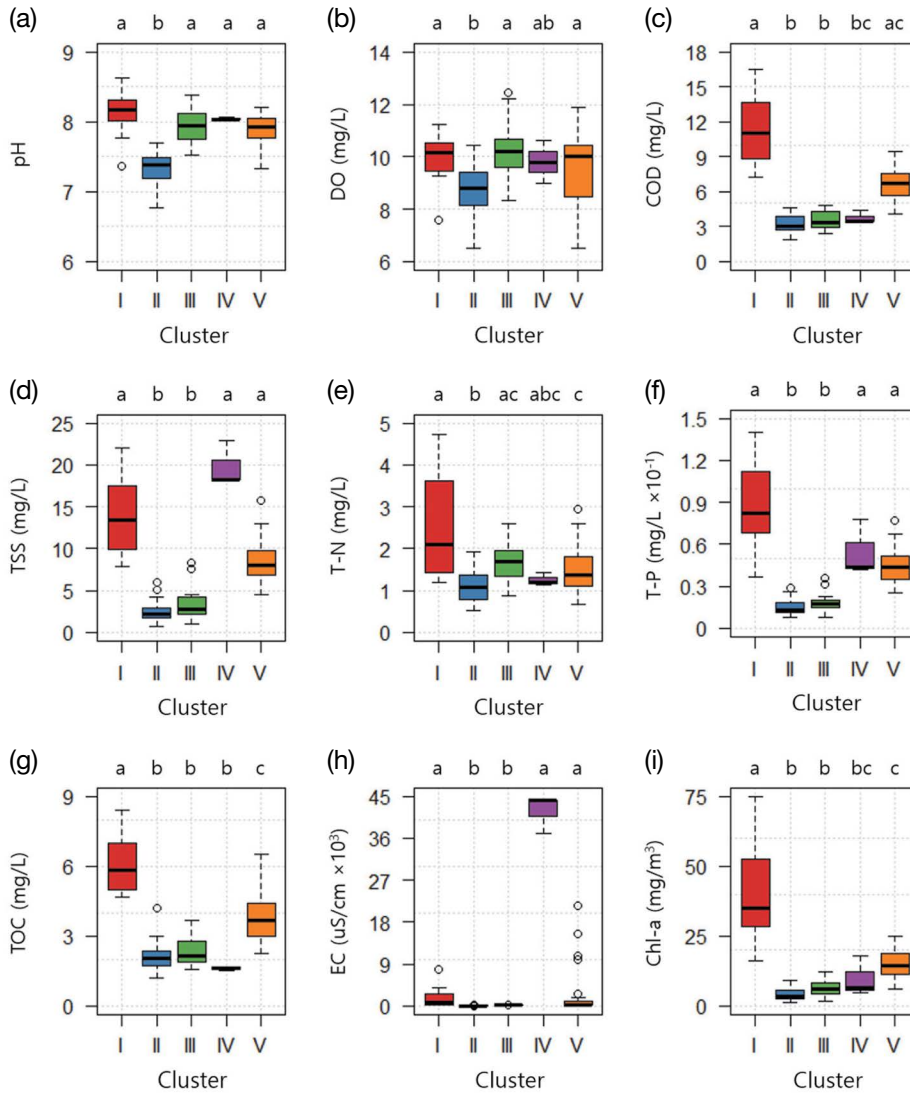 (a) (b) (c)
a b a a a
a b a ab a
a b b bc ac
pH
9
8
7
6
I II III IV V
Cluster
DO (mg/L)
14
12
10
8
6
I II III IV V
Cluster
COD (mg/L)
18
15
12
9
6
3
0
I II III IV V
Cluster
(d) (e) (f)
a b b a a
a b ac abc c
a b b a a
TSS (mg/L)
25
20
15
10
5
0
I II III IV V
Cluster
T-N (mg/L)
5
4
3
2
1
0
I II III IV V
Cluster
T-P (mg/L ×10⁻¹)
1.5
1.2
0.9
0.6
0.3
0
I II III IV V
Cluster
(g) (h) (i)
a b b b c
a b b a a
a b b bc c
TOC (mg/L)
9
6
3
0
I II III IV V
Cluster
EC (uS/cm ×10³)
45
36
27
18
9
0
I II III IV V
Cluster
Chl-a (mg/m³)
75
50
25
0
I II III IV V
Cluster